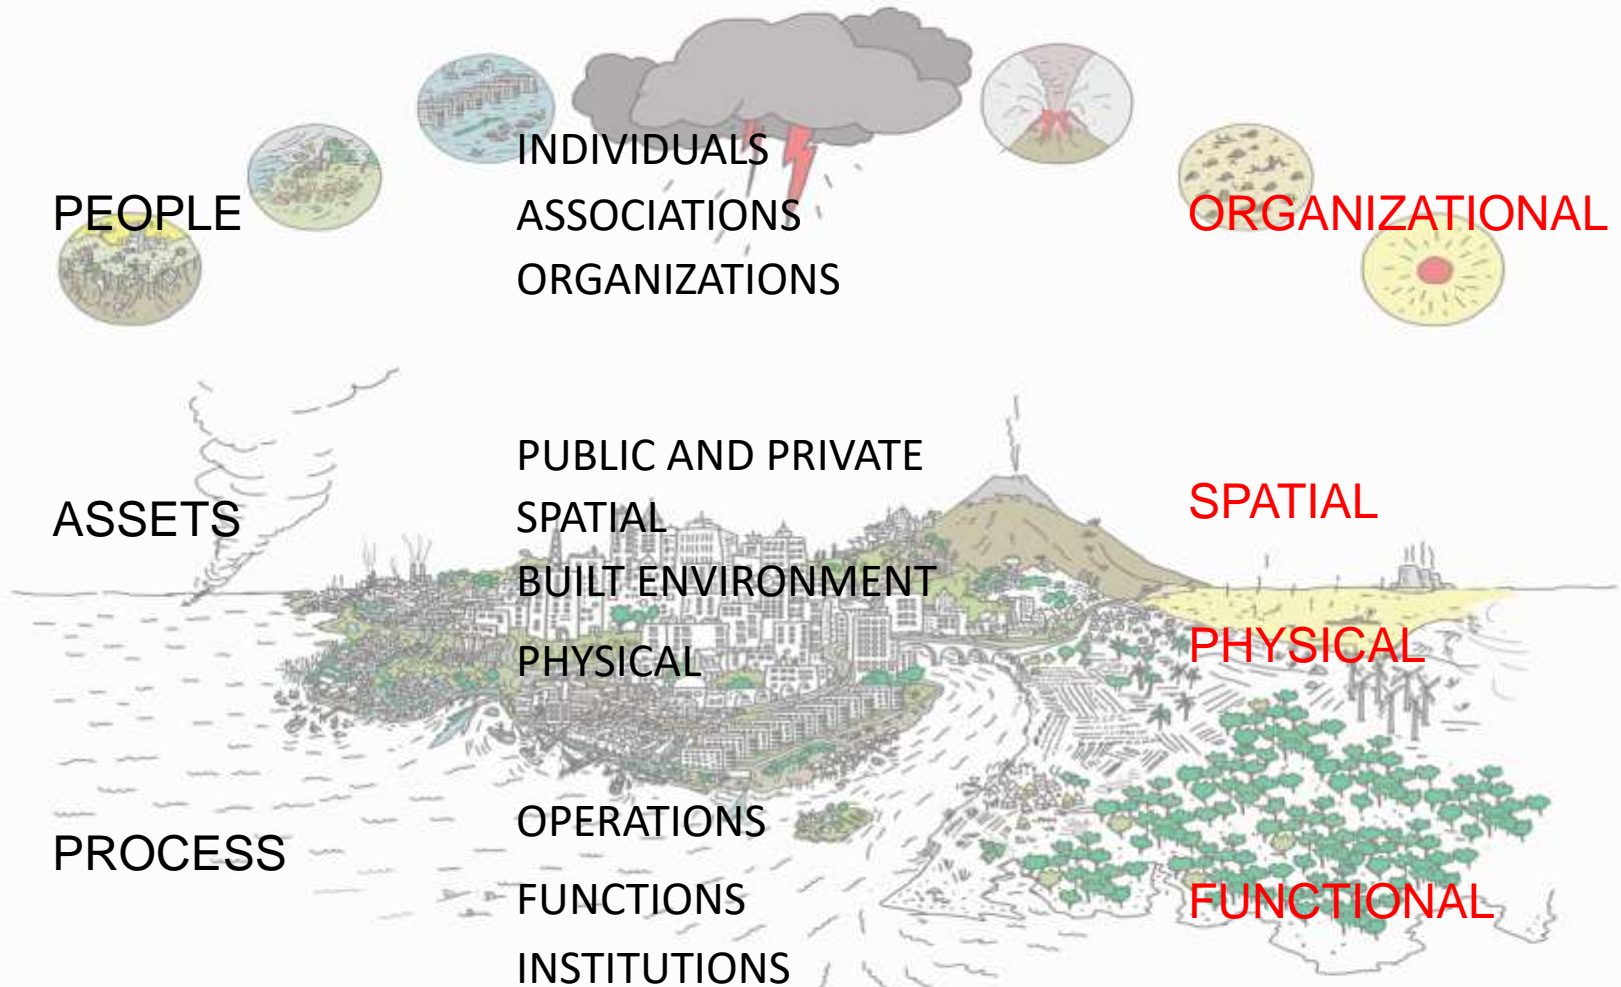 PEOPLE
INDIVIDUALS
ASSOCIATIONS
ORGANIZATIONS
ORGANIZATIONAL
ASSETS
PUBLIC AND PRIVATE
SPATIAL
BUILT ENVIRONMENT
PHYSICAL
SPATIAL
PHYSICAL
PROCESS
OPERATIONS
FUNCTIONS
INSTITUTIONS
FUNCTIONAL